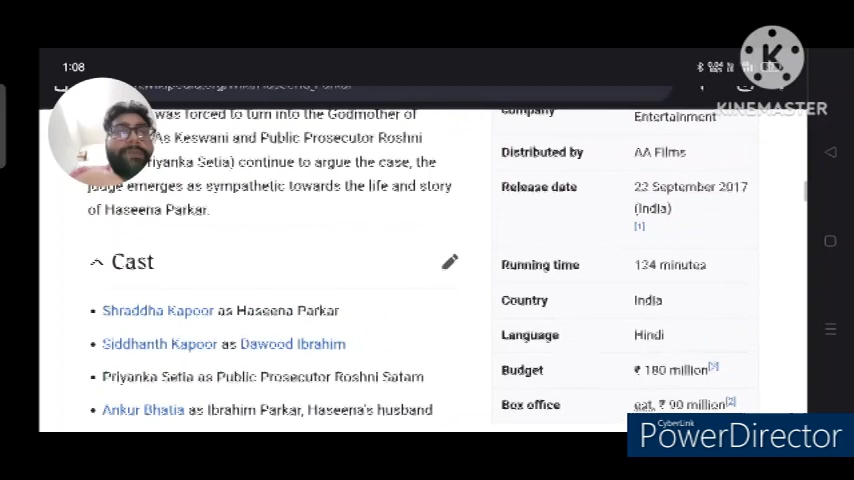 1:08
KINEMASTER
was forced to turn into the Godmother of
As Keswani and Public Prosecutor Roshni
riyanka Setia) continue to argue the case, the
judge emerges as sympathetic towards the life and story
of Haseena Parkar.
Cast
Shraddha Kapoor as Haseena Parkar
Siddhanth Kapoor as Dawood Ibrahim
Priyanka Setia as Public Prosecutor Roshni Satam
Ankur Bhatia as Ibrahim Parkar, Haseena's husband
company
Entertainment
Distributed by AA Films
Release date 22 September 2017
(India)
[1]
Running time 134 minutes
Country India
Language Hindi
Budget ₹ 180 million
Box office est. ₹ 90 million[2]
CyberLink
PowerDirector